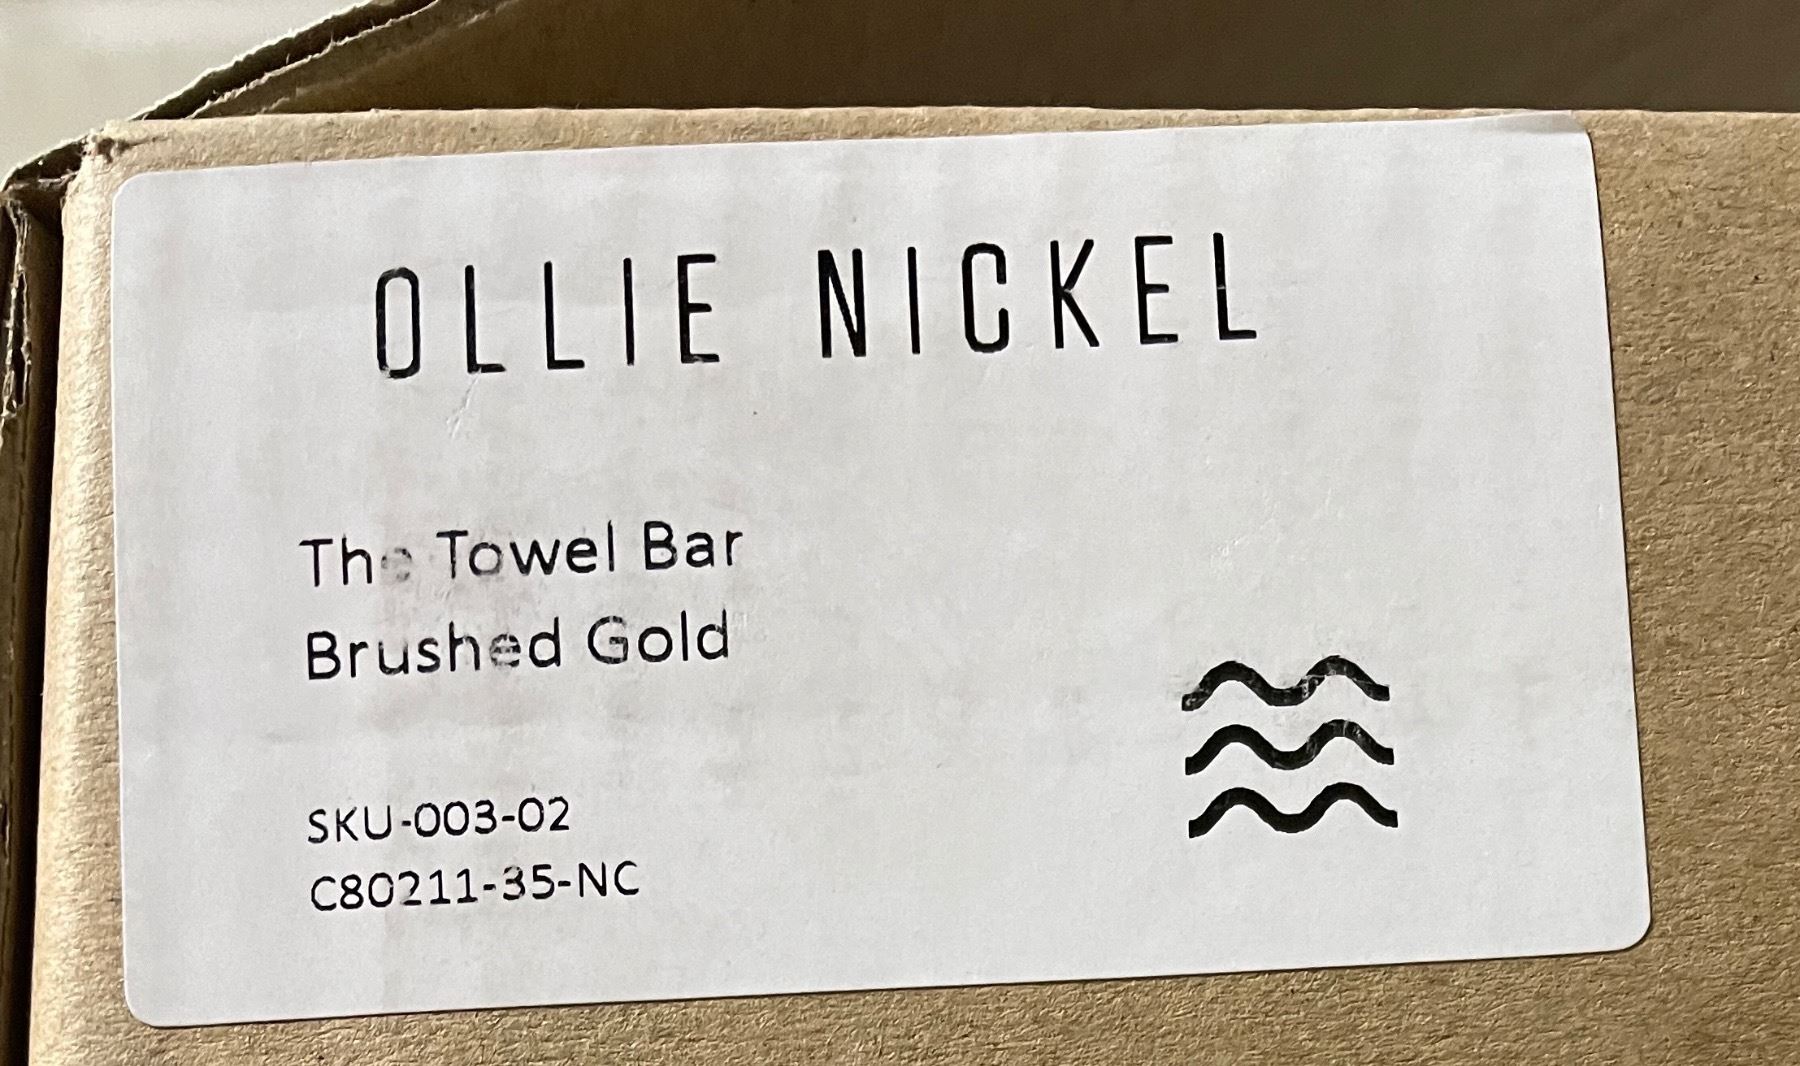 OLLIE NICKEL
The Towel Bar
Brushed Gold
SKU-003-02
C80211-35-NC